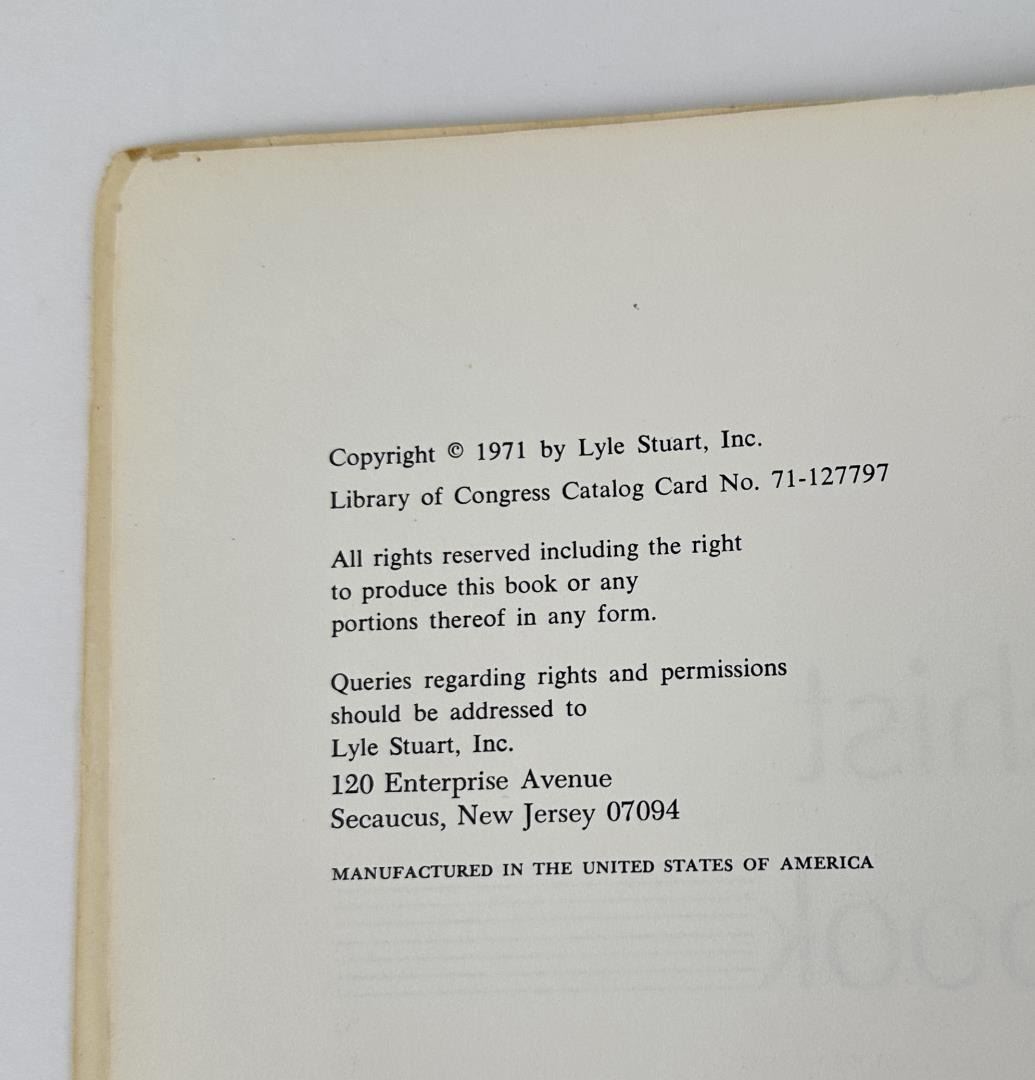 Copyright © 1971 by Lyle Stuart, Inc.
Library of Congress Catalog Card No. 71-127797
All rights reserved including the right
to produce this book or any
portions thereof in any form.
Queries regarding rights and permissions
should be addressed to
Lyle Stuart, Inc.
120 Enterprise Avenue
Secaucus, New Jersey 07094
MANUFACTURED IN THE UNITED STATES OF AMERICA